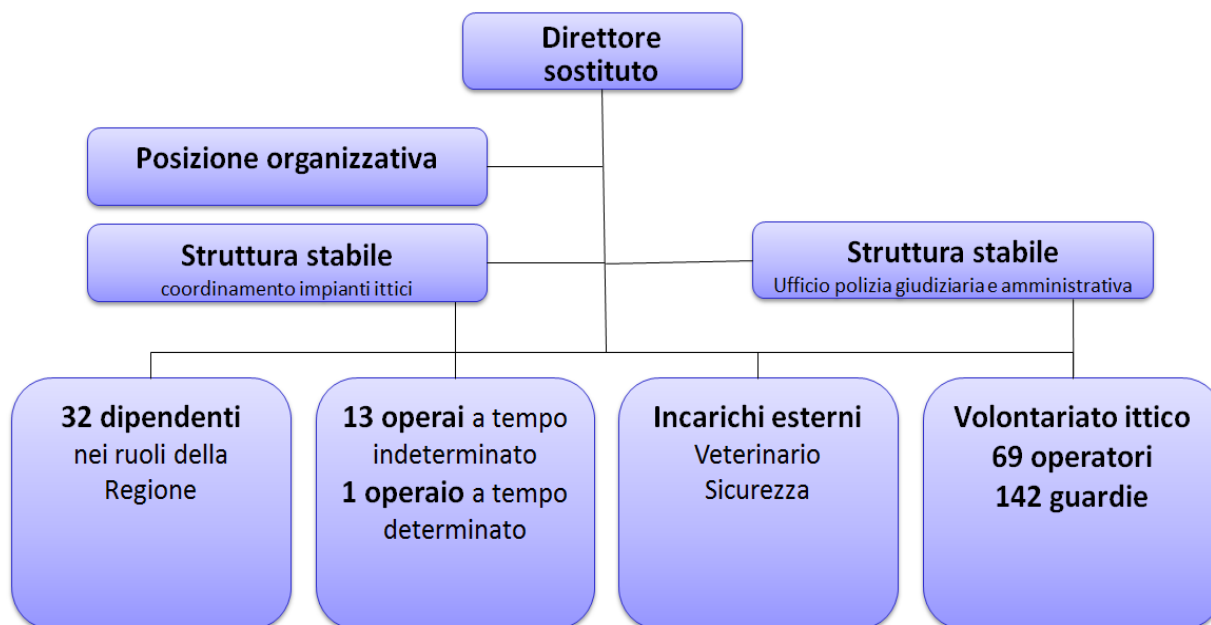 Direttore
sostituto
Posizione organizzativa
Struttura stabile
coordinamento impianti ittici
Struttura stabile
Ufficio polizia giudiziaria e amministrativa
32 dipendenti
nei ruoli della
Regione
13 operai a tempo
indeterminato
1 operaio a tempo
determinato
Incarichi esterni
Veterinario
Sicurezza
Volontariato ittico
69 operatori
142 guardie